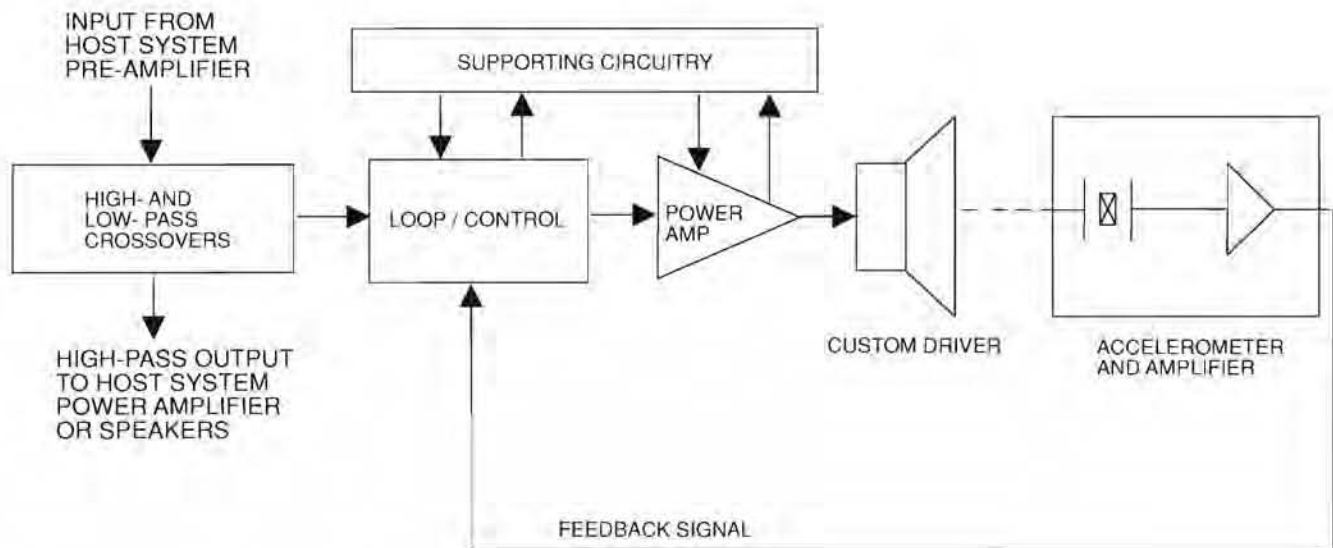 INPUT FROM
HOST SYSTEM
PRE-AMPLIFIER
SUPPORTING CIRCUITRY
HIGH- AND
LOW- PASS
CROSSOVERS
LOOP / CONTROL
POWER
AMP
CUSTOM DRIVER
ACCELEROMETER
AND AMPLIFIER
HIGH-PASS OUTPUT
TO HOST SYSTEM
POWER AMPLIFIER
OR SPEAKERS
FEEDBACK SIGNAL